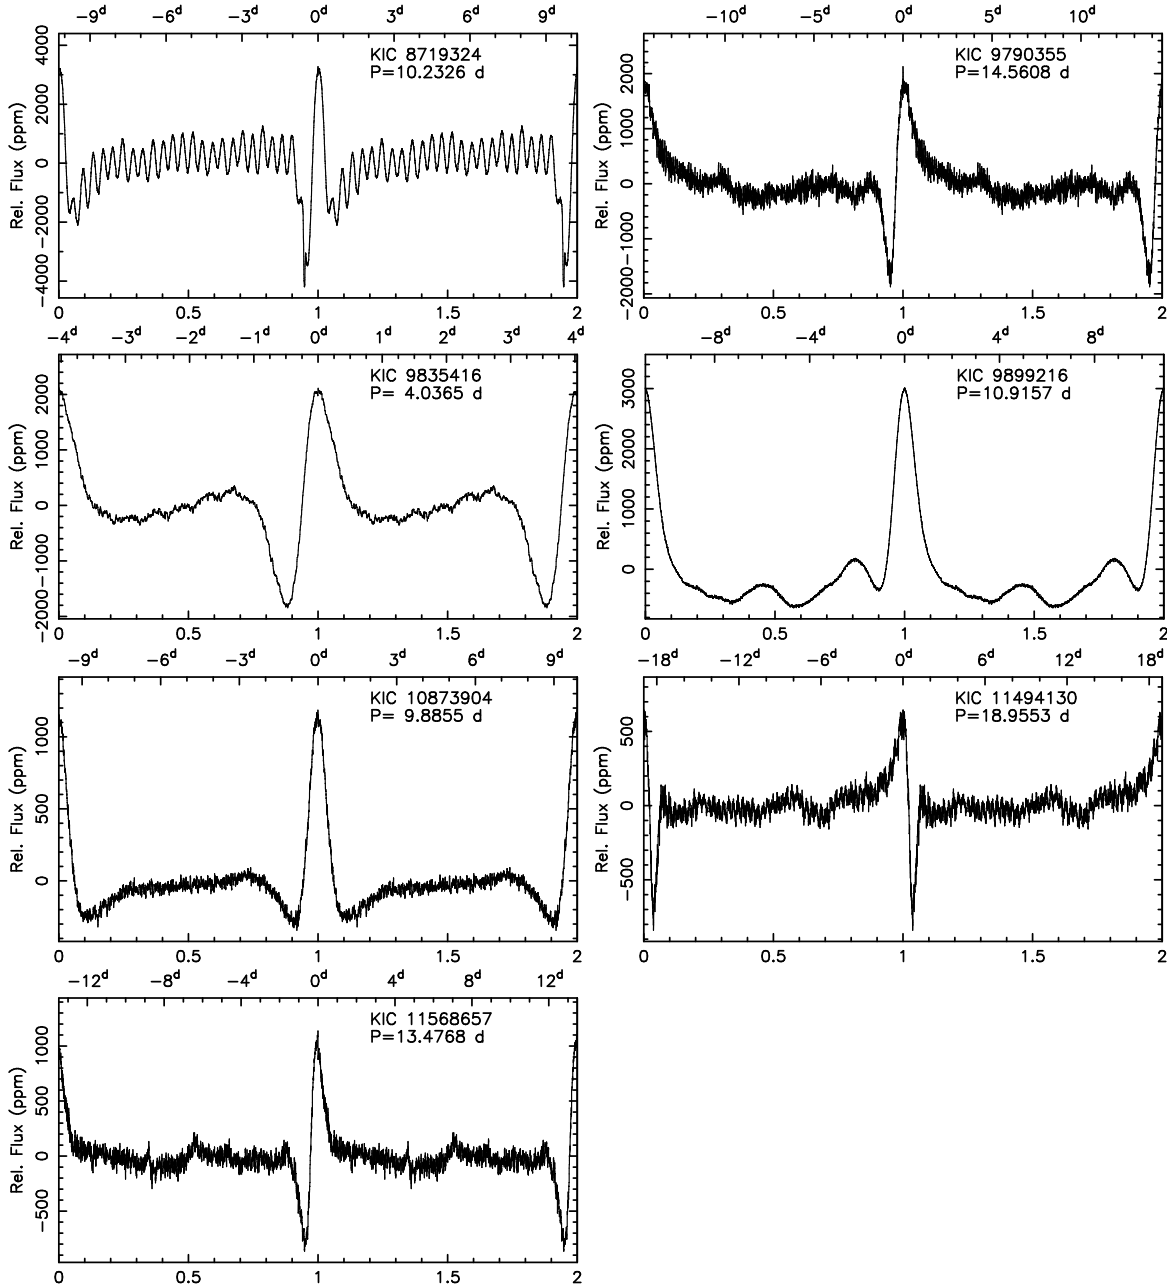 −9ᵈ −6ᵈ −3ᵈ 0ᵈ 3ᵈ 6ᵈ 9ᵈ
KIC 8719324
P=10.2326 d
Rel. Flux (ppm)
4000
2000
0
−2000
−4000
0 0.5 1 1.5 2
−10ᵈ −5ᵈ 0ᵈ 5ᵈ 10ᵈ
KIC 9790355
P=14.5608 d
Rel. Flux (ppm)
2000
1000
0
−1000
−2000
0 0.5 1 1.5 2
−4ᵈ −3ᵈ −2ᵈ −1ᵈ 0ᵈ 1ᵈ 2ᵈ 3ᵈ 4ᵈ
KIC 9835416
P= 4.0365 d
Rel. Flux (ppm)
2000
1000
0
−1000
−2000
0 0.5 1 1.5 2
−8ᵈ −4ᵈ 0ᵈ 4ᵈ 8ᵈ
KIC 9899216
P=10.9157 d
Rel. Flux (ppm)
3000
2000
1000
0
0 0.5 1 1.5 2
−9ᵈ −6ᵈ −3ᵈ 0ᵈ 3ᵈ 6ᵈ 9ᵈ
KIC 10873904
P= 9.8855 d
Rel. Flux (ppm)
1000
500
0
0 0.5 1 1.5 2
−18ᵈ −12ᵈ −6ᵈ 0ᵈ 6ᵈ 12ᵈ 18ᵈ
KIC 11494130
P=18.9553 d
Rel. Flux (ppm)
500
0
−500
0 0.5 1 1.5 2
−12ᵈ −8ᵈ −4ᵈ 0ᵈ 4ᵈ 8ᵈ 12ᵈ
KIC 11568657
P=13.4768 d
Rel. Flux (ppm)
1000
500
0
−500
0 0.5 1 1.5 2